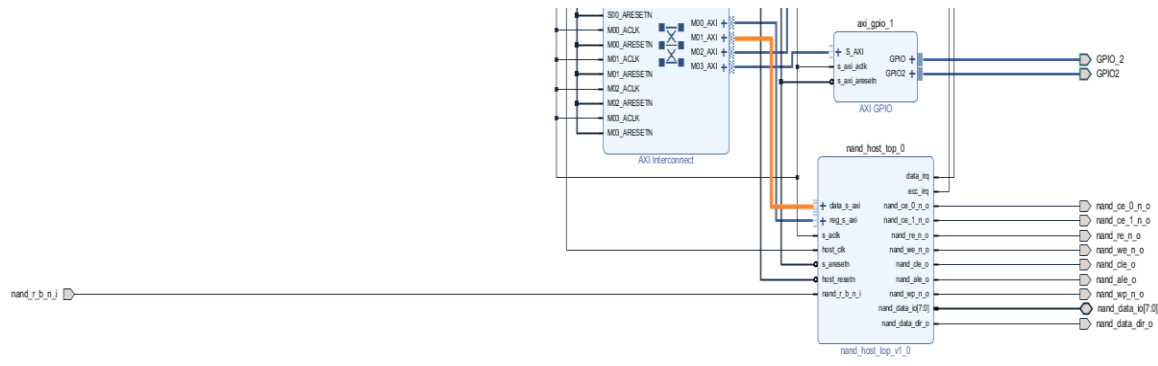 S00_ARESETN
M00_ACLK
M00_ARESETN
M01_ACLK
M01_ARESETN
M02_ACLK
M02_ARESETN
M03_ACLK
M03_ARESETN
M00_AXI
M01_AXI
M02_AXI
M03_AXI
AXI Interconnect
axi_gpio_1
S_AXI
s_axi_aclk
s_axi_aresetn
GPIO
GPIO2
AXI GPIO
GPIO_2
GPIO2
nand_host_top_0
data_irq
ecc_irq
data_s_axi
reg_s_axi
s_aclk
host_clk
s_aresetn
host_resetn
nand_r_b_n_i
nand_ce_0_n_o
nand_ce_1_n_o
nand_re_n_o
nand_we_n_o
nand_cle_o
nand_ale_o
nand_wp_n_o
nand_data_io[7:0]
nand_data_dir_o
nand_host_top_v1_0
nand_r_b_n_i
nand_ce_0_n_o
nand_ce_1_n_o
nand_re_n_o
nand_we_n_o
nand_cle_o
nand_ale_o
nand_wp_n_o
nand_data_io[7:0]
nand_data_dir_o